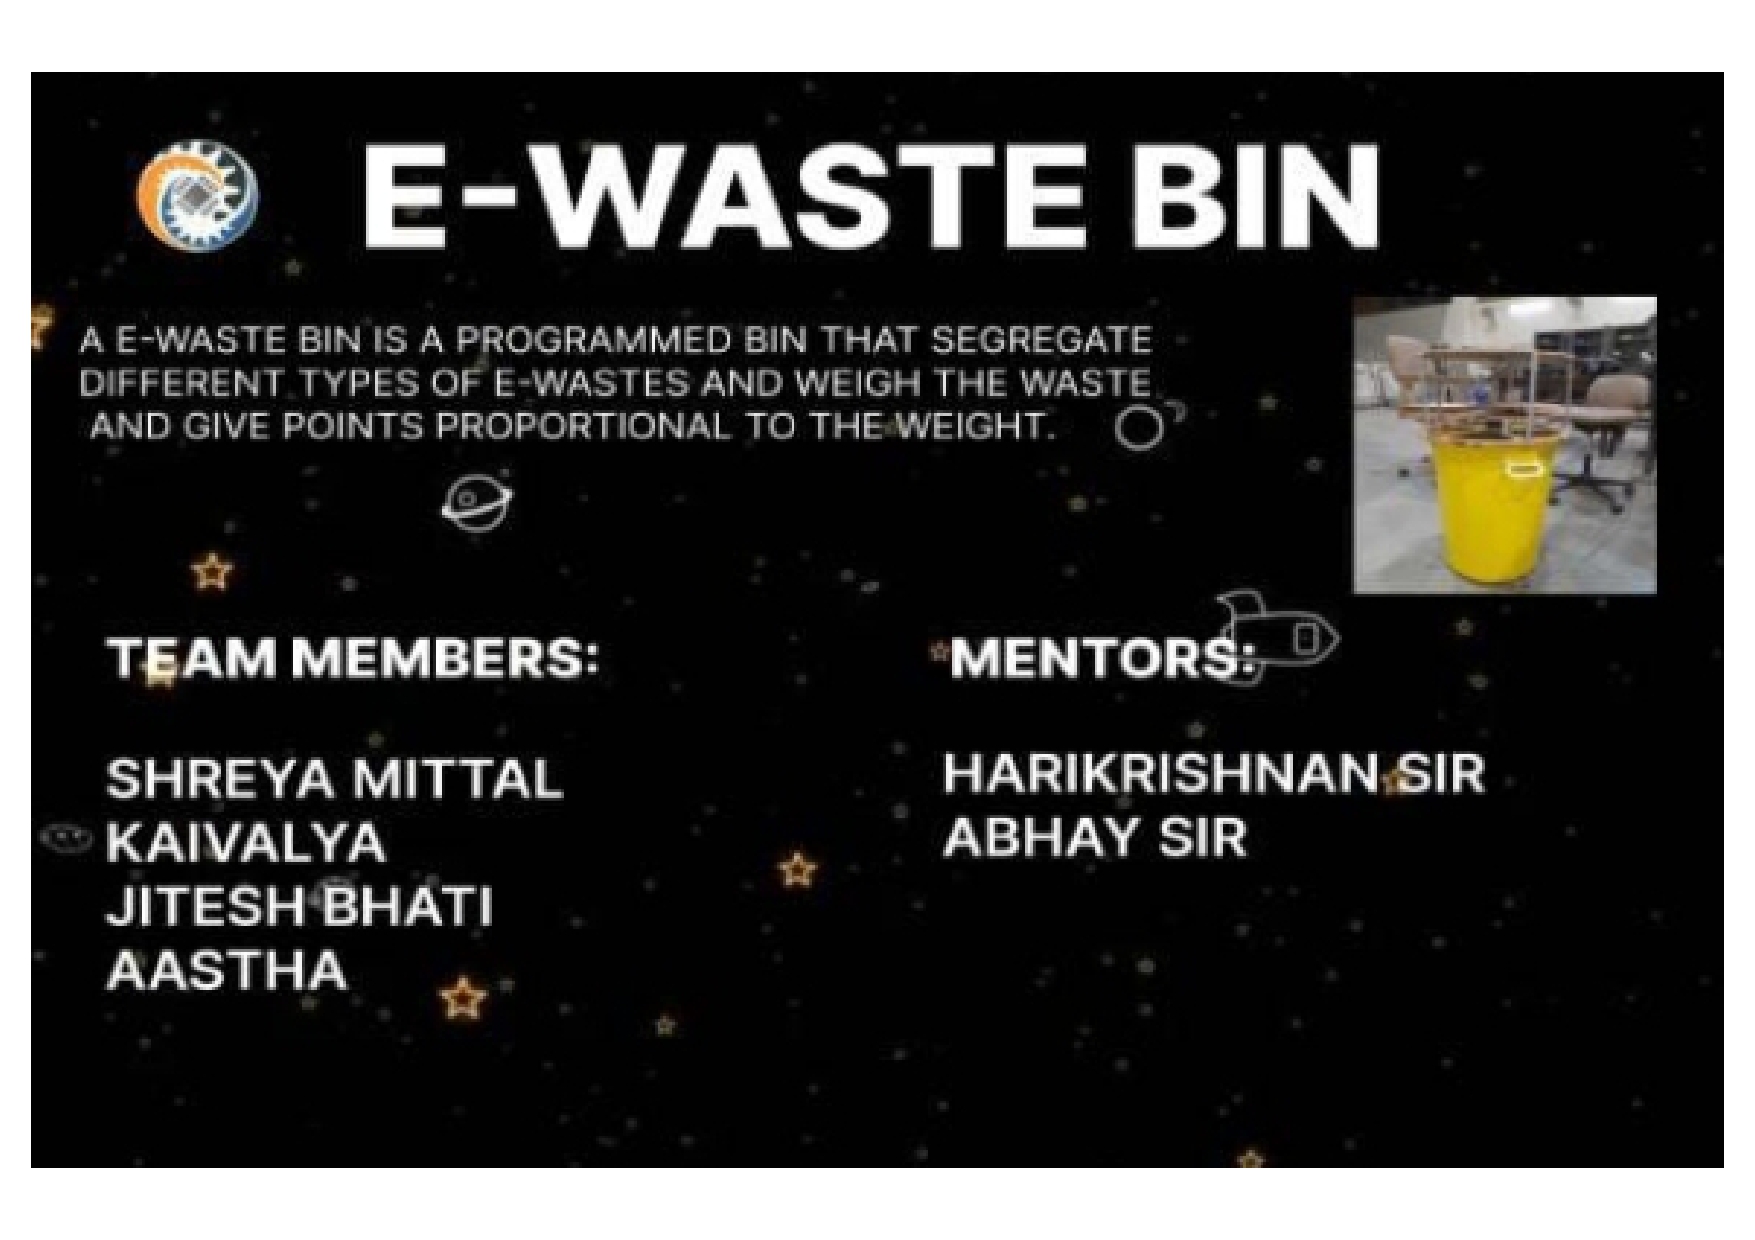 E-WASTE BIN
A E-WASTE BIN IS A PROGRAMMED BIN THAT SEGREGATE
DIFFERENT TYPES OF E-WASTES AND WEIGH THE WASTE
AND GIVE POINTS PROPORTIONAL TO THE WEIGHT.
TEAM MEMBERS:
SHREYA MITTAL
KAIVALYA
JITESH BHATI
AASTHA
MENTORS:
HARIKRISHNAN SIR
ABHAY SIR